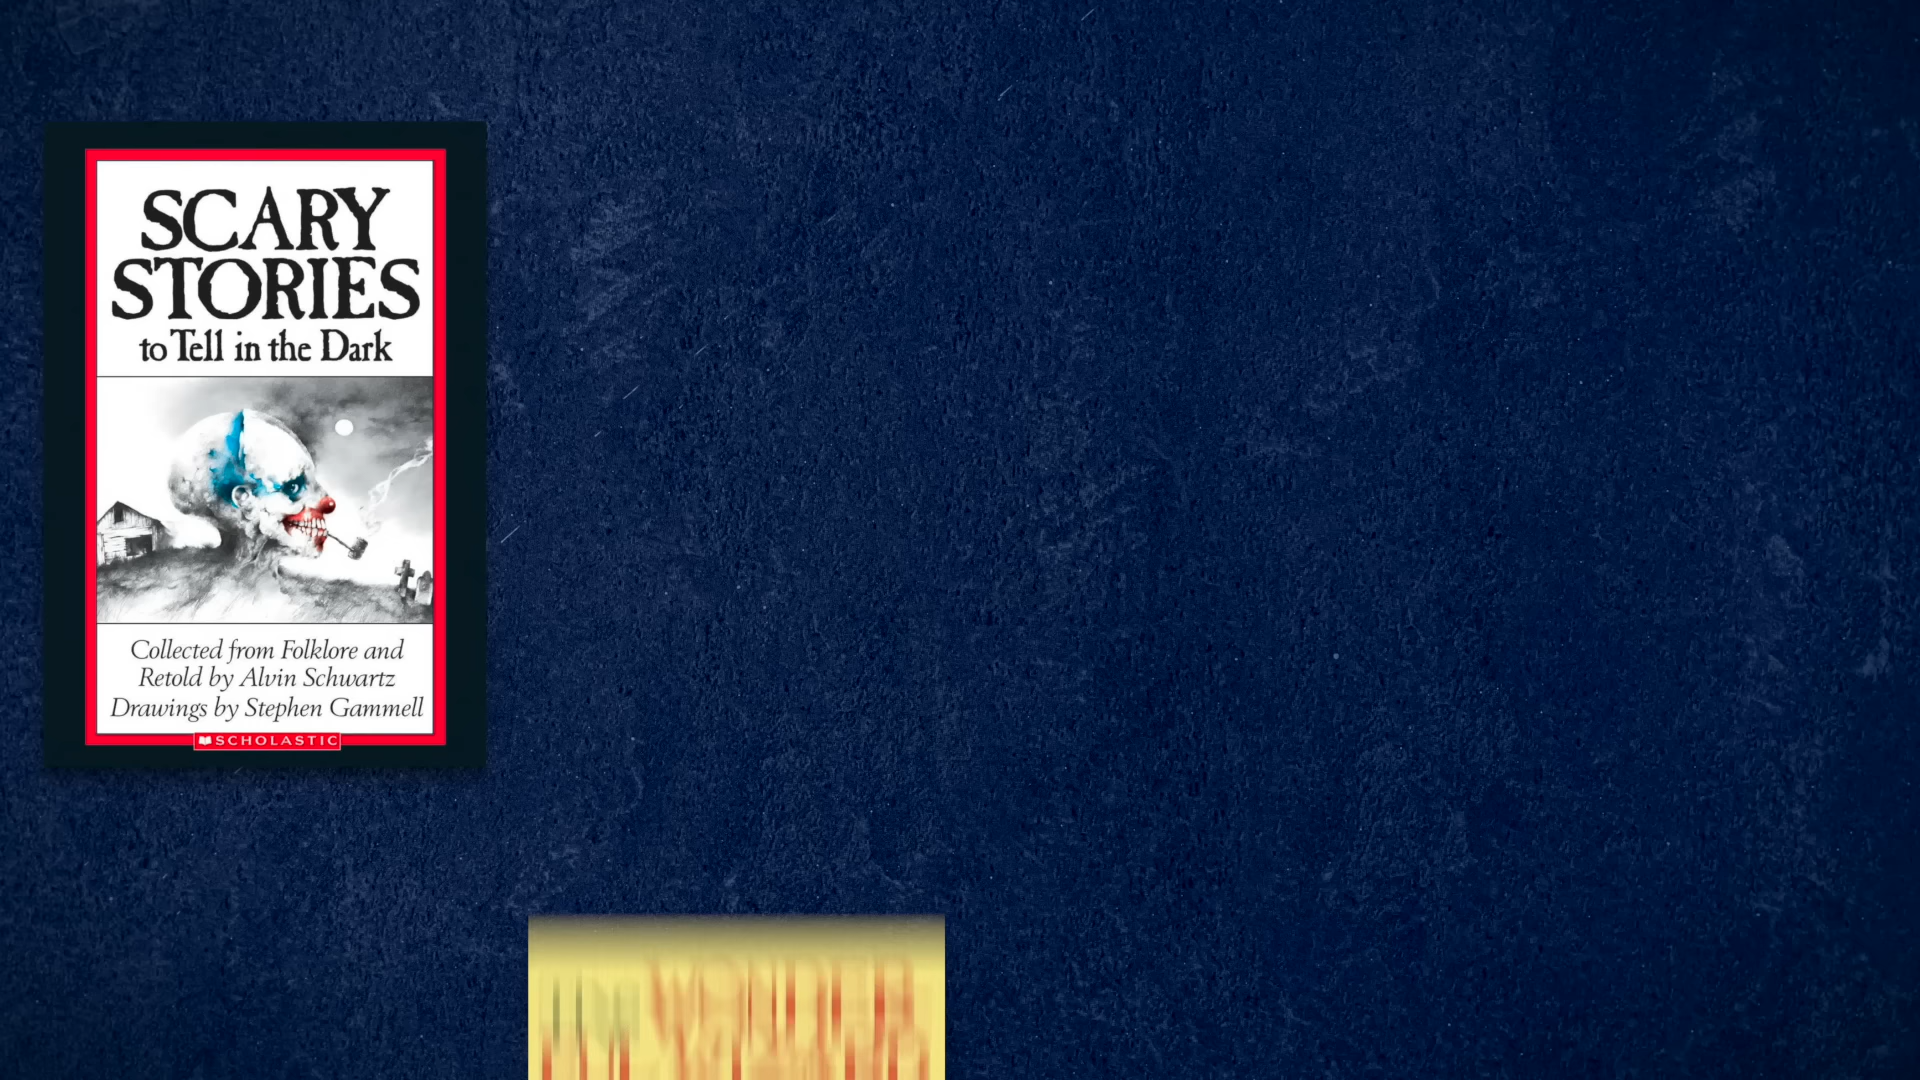 SCARY
STORIES
to Tell in the Dark
Collected from Folklore and
Retold by Alvin Schwartz
Drawings by Stephen Gammell
SCHOLASTIC
WONDER